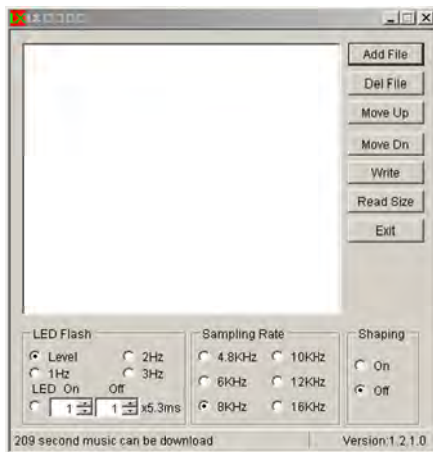 Add File
Del File
Move Up
Move Dn
Write
Read Size
Exit
LED Flash
Level
2Hz
1Hz
3Hz
LED On Off
1 1 x5.3ms
Sampling Rate
4.8KHz 10KHz
6KHz 12KHz
8KHz 16KHz
Shaping
On
Off
209 second music can be download
Version:1.2.1.0